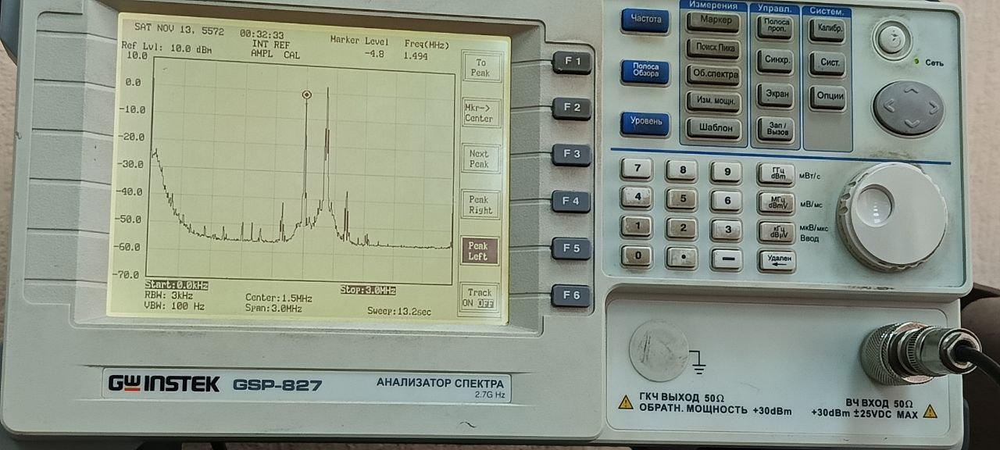 SAT NOV 13, 5572 00:32:33
Marker Level Freq(MHz)
Ref Lvl: 10.0 dBm INT REF -4.8 1.494
AMPL CAL
10.0
0.0
-10.0
-20.0
-30.0
-40.0
-50.0
-60.0
-70.0
Start:0.0kHz Stop:3.0MHz
RBW: 3kHz Center:1.5MHz
VBW: 100 Hz Span:3.0MHz Sweep:13.2sec
To
Peak
Mkr->
Center
Next
Peak
Peak
Right
Peak
Left
Track
ON OFF
F 1
F 2
F 3
F 4
F 5
F 6
Частота
Полоса
Обзора
Уровень
Измерения
Маркер
Поиск Пика
Об.спектра
Изм. мощн.
Шаблон
Управл.
Полоса
проп.
Синхр.
Экран
Зап /
Вызов
Систем.
Калибр.
Сист.
Опции
Сеть
7 8 9 ГГц dBm мВт/с
4 5 6 МГц dBmV мВ/мс
1 2 3 кГц dBµV мкВ/мкс
Ввод
0 • − Удален
←
GWINSTEK GSP-827 АНАЛИЗАТОР СПЕКТРА
2.7G Hz
ГКЧ ВЫХОД 50Ω
ОБРАТН. МОЩНОСТЬ +30dBm
ВЧ ВХОД 50Ω
+30dBm ±25VDC MAX